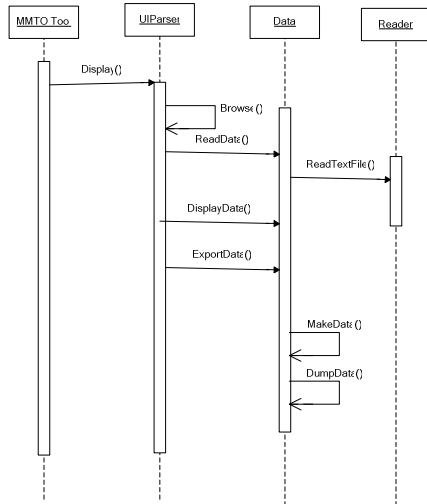 MMTO Too
UIParser
Data
Reader
Display()
Browse()
ReadData()
ReadTextFile()
DisplayData()
ExportData()
MakeData()
DumpData()